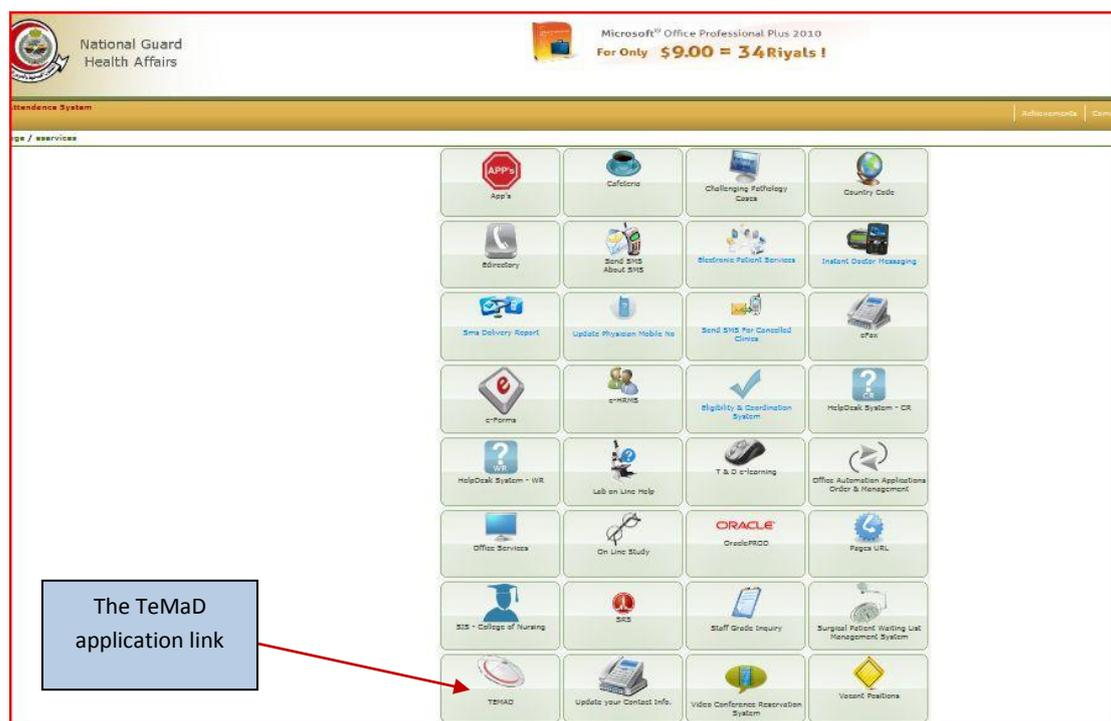 National Guard
Health Affairs
Microsoft® Office Professional Plus 2010
For Only $9.00 = 34Riyals !
ttendence System
Achievements
Com
ge / eservices
APP's
App's
Cafeteria
Challenging Pathology
Cases
Country Code
Edirectory
Send SMS
About SMS
Electronic Patient Services
Instant Doctor Messaging
Sms Delivery Report
Update Physician Mobile No
Send SMS For Cancelled
Clinics
eFax
e
e-Forms
e-HRMS
Eligibility & Coordination
System
?
CR
HelpDesk System - CR
?
WR
HelpDesk System - WR
?
Lab on Line Help
T & D e-learning
Office Automation Applications
Order & Management
Office Services
On Line Study
ORACLE
OraclePROD
Pages URL
SIS - College of Nursing
SRS
Staff Grade Inquiry
Surgical Patient Waiting List
Management System
The TeMaD
application link
TEMAD
Update your Contact Info.
Video Conference Reservation
System
Vacant Positions